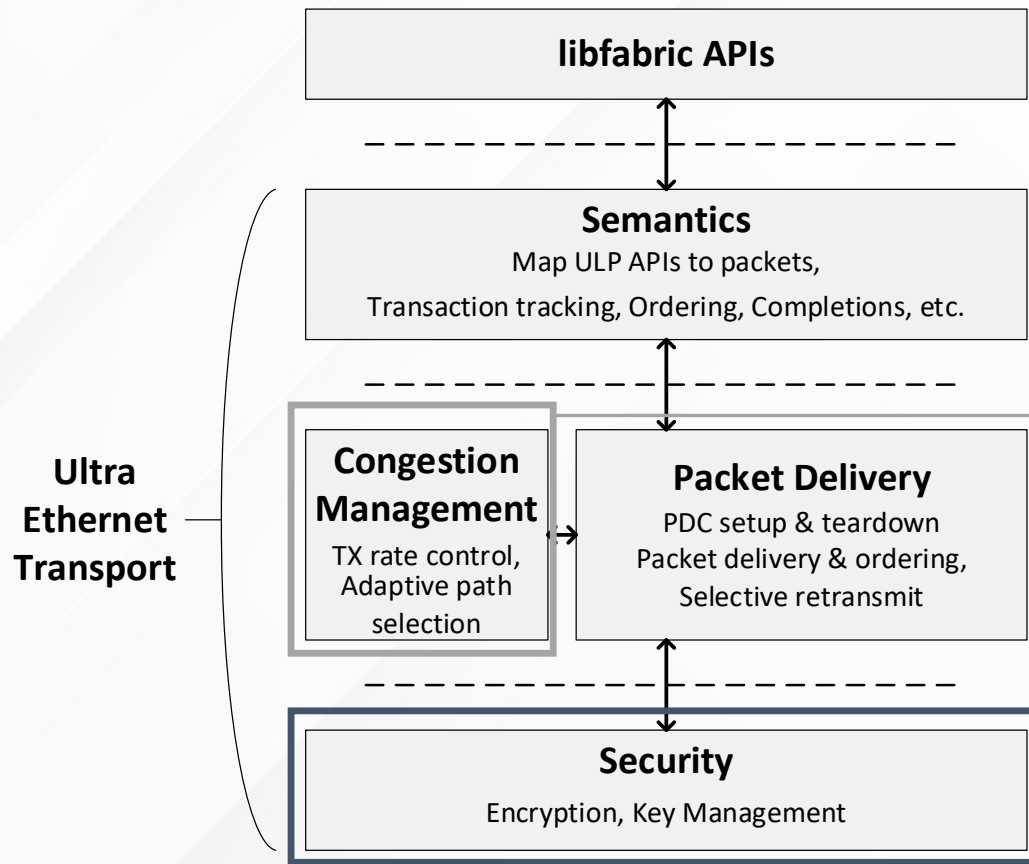 libfabric APIs
Semantics
Map ULP APIs to packets,
Transaction tracking, Ordering, Completions, etc.
Ultra
Ethernet
Transport
Congestion
Management
TX rate control,
Adaptive path
selection
Packet Delivery
PDC setup & teardown
Packet delivery & ordering,
Selective retransmit
Security
Encryption, Key Management